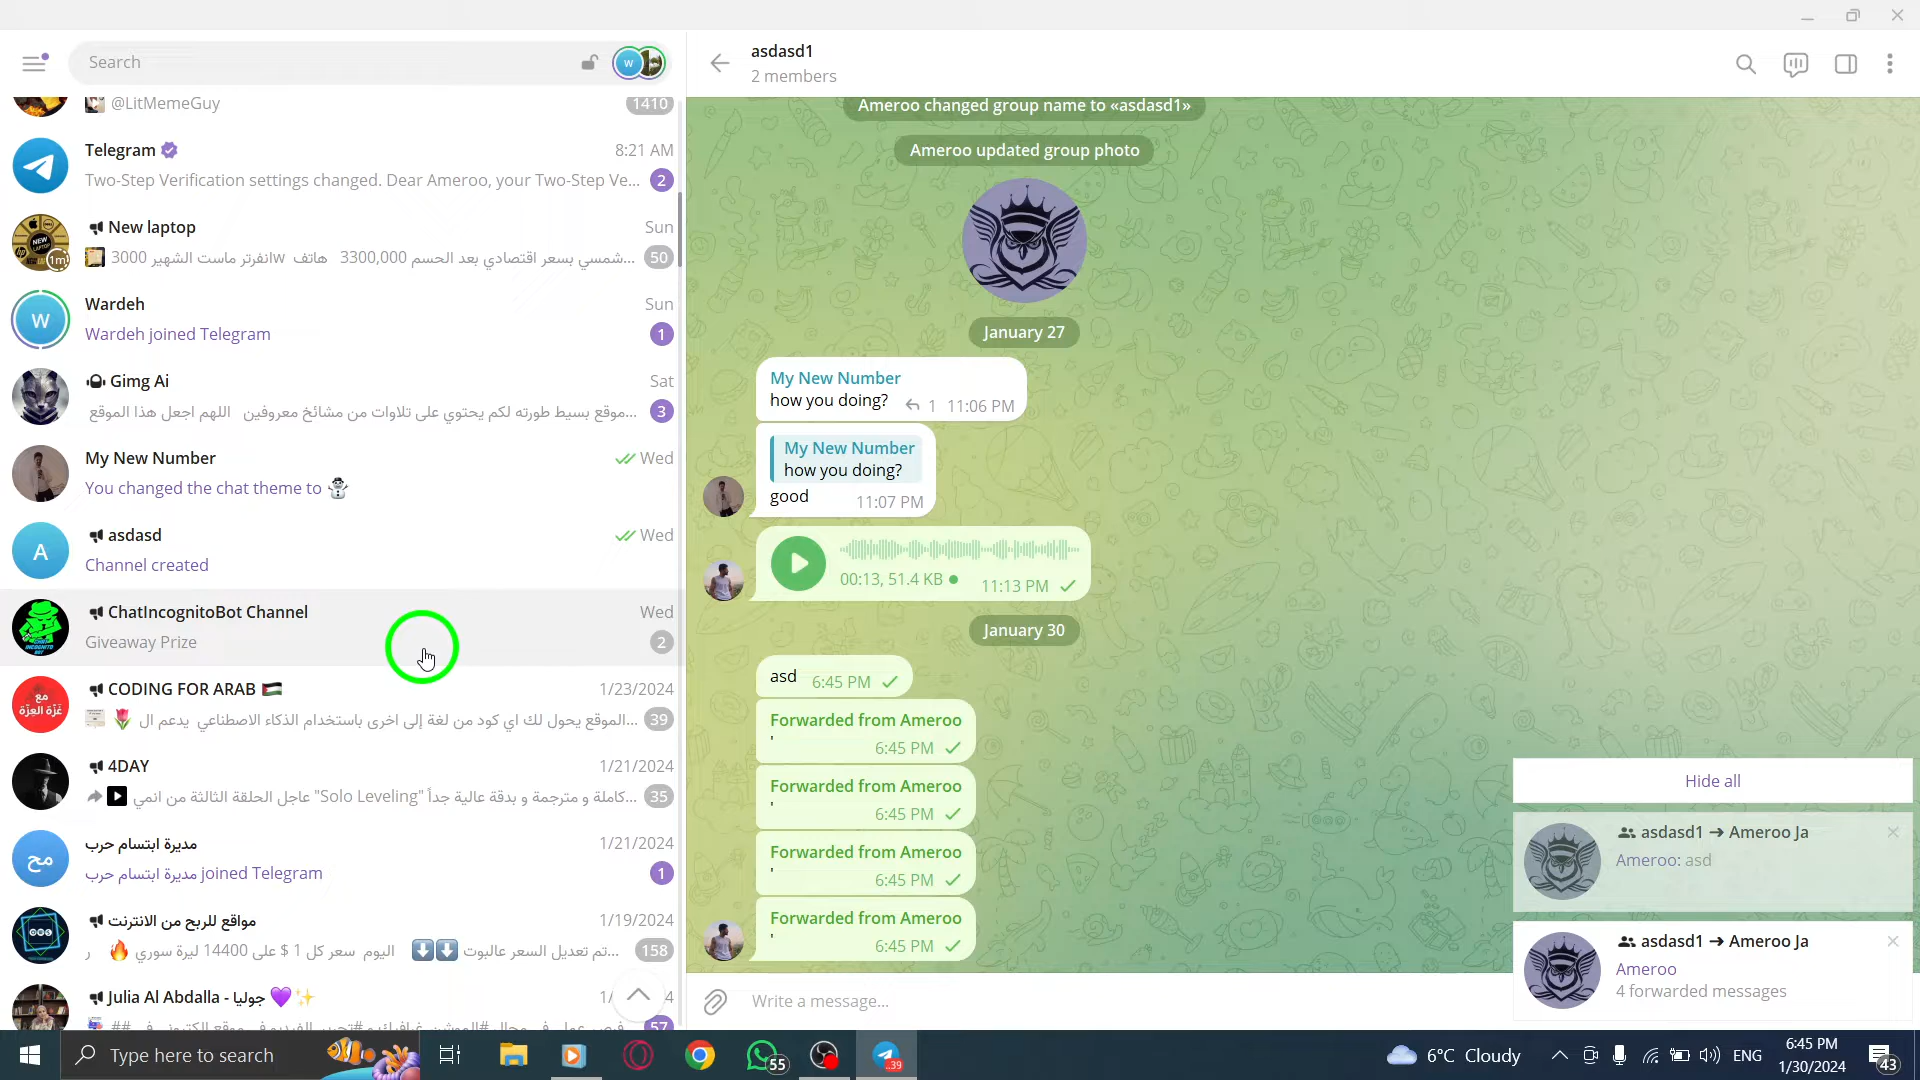 Search
@LitMemeGuy
1410
Telegram
8:21 AM
Two-Step Verification settings changed. Dear Ameroo, your Two-Step Ve...
2
New laptop
Sun
شمسي بسعر اقتصادي بعد الحسم 3300,000 هاتف wانفرتر ماست الشهير 3000...
50
1m
W
Wardeh
Sun
Wardeh joined Telegram
1
Gimg Ai
Sat
موقع بسيط طورته لكم يحتوي على تلاوات من مشائخ معروفين اللهم اجعل هذا الموقع...
3
My New Number
Wed
You changed the chat theme to
A
asdasd
Wed
Channel created
ChatIncognitoBot Channel
Wed
Giveaway Prize
2
مع
غزة العزة
CODING FOR ARAB
1/23/2024
الموقع يحول لك اي كود من لغة إلى اخرى باستخدام الذكاء الاصطناعي يدعم ال...
39
4DAY
1/21/2024
كاملة و مترجمة و بدقة عالية جداً "Solo Leveling" عاجل الحلقة الثالثة من انمي...
35
مح
مديرة ابتسام حرب
1/21/2024
مديرة ابتسام حرب joined Telegram
1
مواقع للربح من الانترنت
1/19/2024
تم تعديل السعر عالبوت اليوم سعر كل 1 $ على 14400 ليرة سوري ر...
158
Julia Al Abdalla - جوليا
57
asdasd1
2 members
Ameroo changed group name to «asdasd1»
Ameroo updated group photo
January 27
My New Number
how you doing?
1 11:06 PM
My New Number
how you doing?
good
11:07 PM
00:13, 51.4 KB
11:13 PM
January 30
asd
6:45 PM
Forwarded from Ameroo
'
6:45 PM
Forwarded from Ameroo
'
6:45 PM
Forwarded from Ameroo
'
6:45 PM
Forwarded from Ameroo
'
6:45 PM
Write a message...
Hide all
asdasd1 → Ameroo Ja
Ameroo: asd
asdasd1 → Ameroo Ja
Ameroo
4 forwarded messages
Type here to search
55
39
6°C Cloudy
ENG
6:45 PM
1/30/2024
43